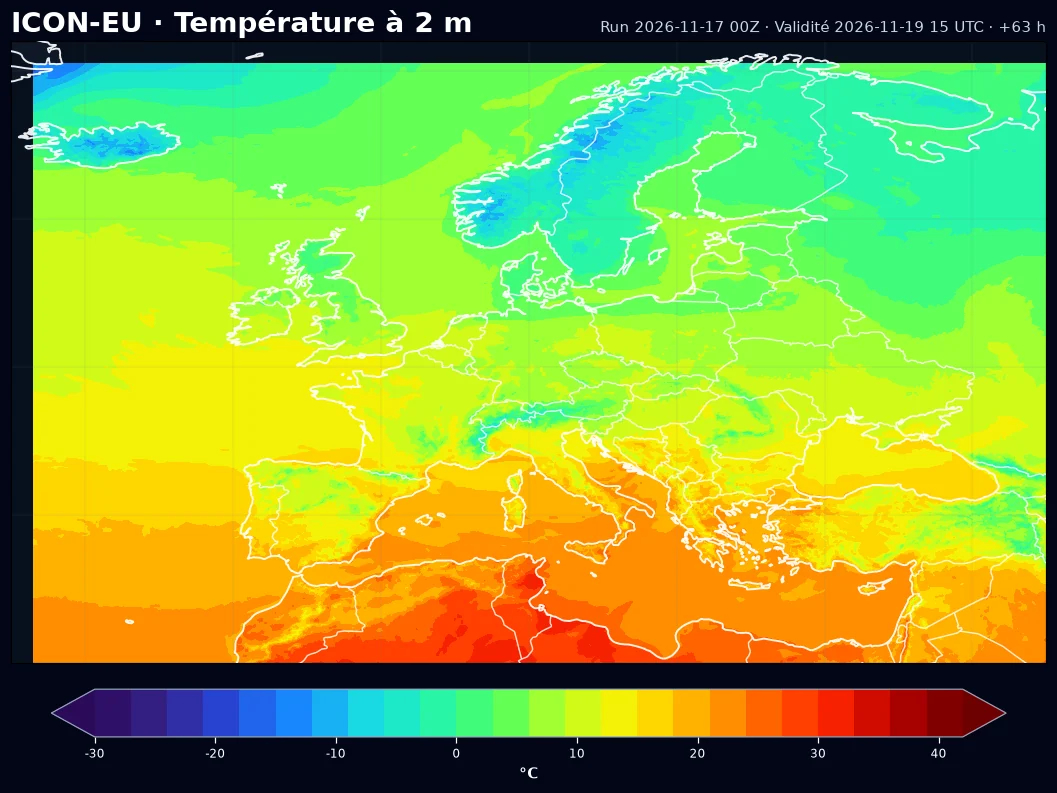 ICON-EU · Température à 2 m
Run 2026-11-17 00Z · Validité 2026-11-19 15 UTC · +63 h
-30 -20 -10 0 10 20 30 40
°C